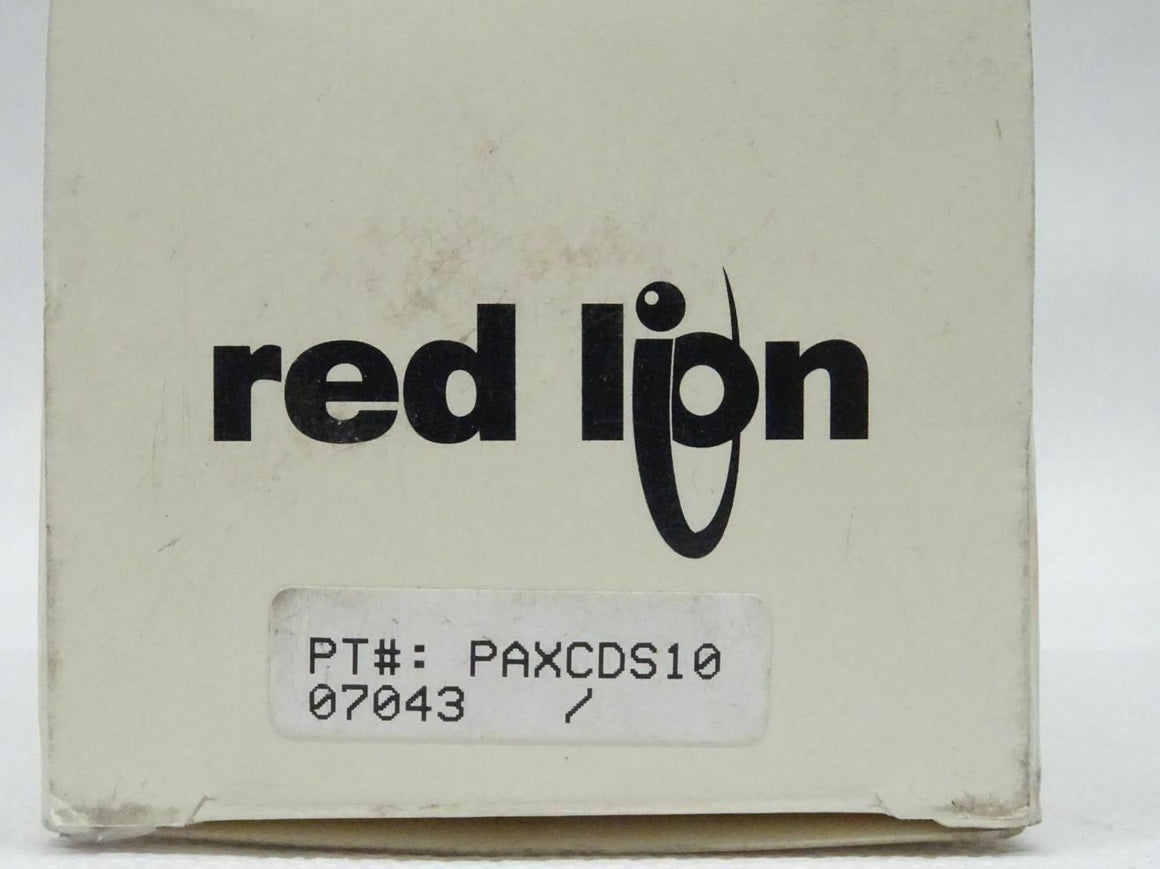 red lion
PT#: PAXCDS10
07043 /